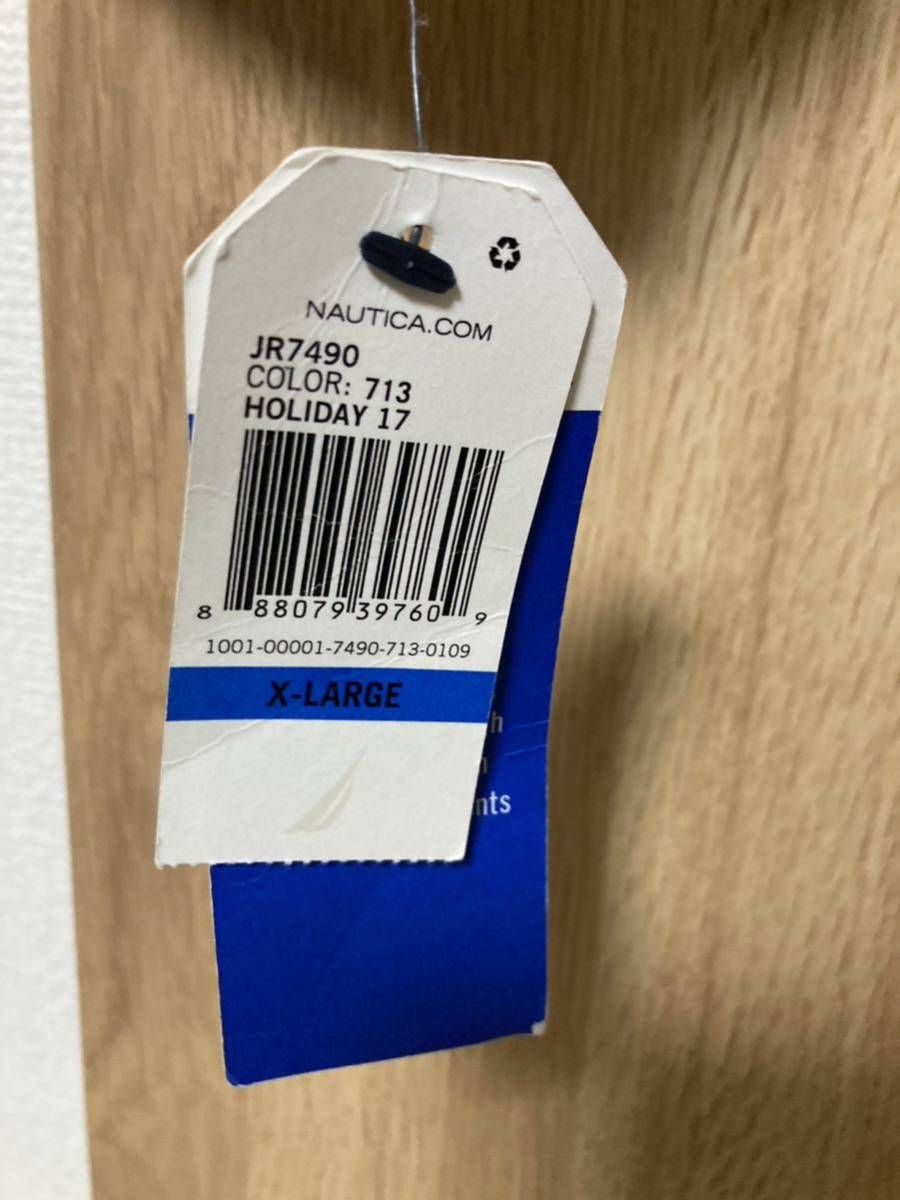 NAUTICA.COM
JR7490
COLOR: 713
HOLIDAY 17
8 88079 39760 9
1001-00001-7490-713-0109
X-LARGE